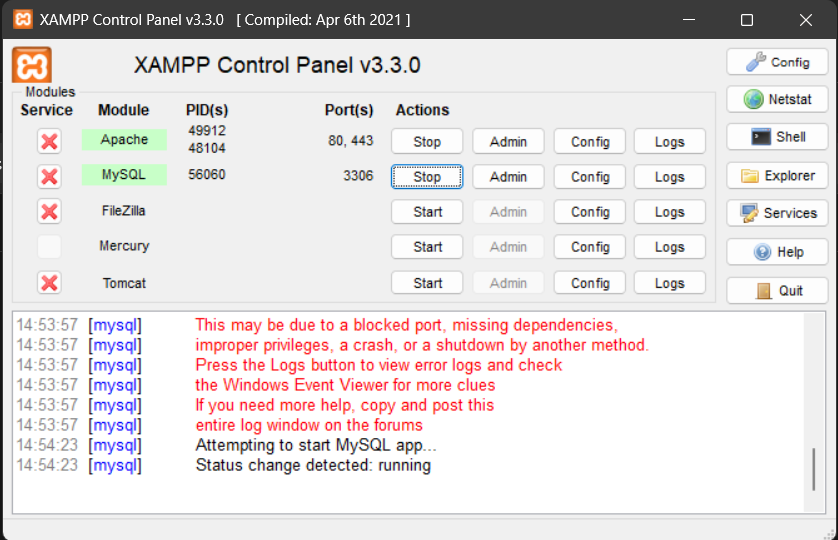 XAMPP Control Panel v3.3.0 [ Compiled: Apr 6th 2021 ]
XAMPP Control Panel v3.3.0
Config
Modules
Service Module PID(s) Port(s) Actions
Netstat
Apache 49912 48104 80, 443 Stop Admin Config Logs
Shell
MySQL 56060 3306 Stop Admin Config Logs
Explorer
FileZilla Start Admin Config Logs
Services
Mercury Start Admin Config Logs
Help
Tomcat Start Admin Config Logs
Quit
14:53:57 [mysql] This may be due to a blocked port, missing dependencies,
14:53:57 [mysql] improper privileges, a crash, or a shutdown by another method.
14:53:57 [mysql] Press the Logs button to view error logs and check
14:53:57 [mysql] the Windows Event Viewer for more clues
14:53:57 [mysql] If you need more help, copy and post this
14:53:57 [mysql] entire log window on the forums
14:54:23 [mysql] Attempting to start MySQL app...
14:54:23 [mysql] Status change detected: running